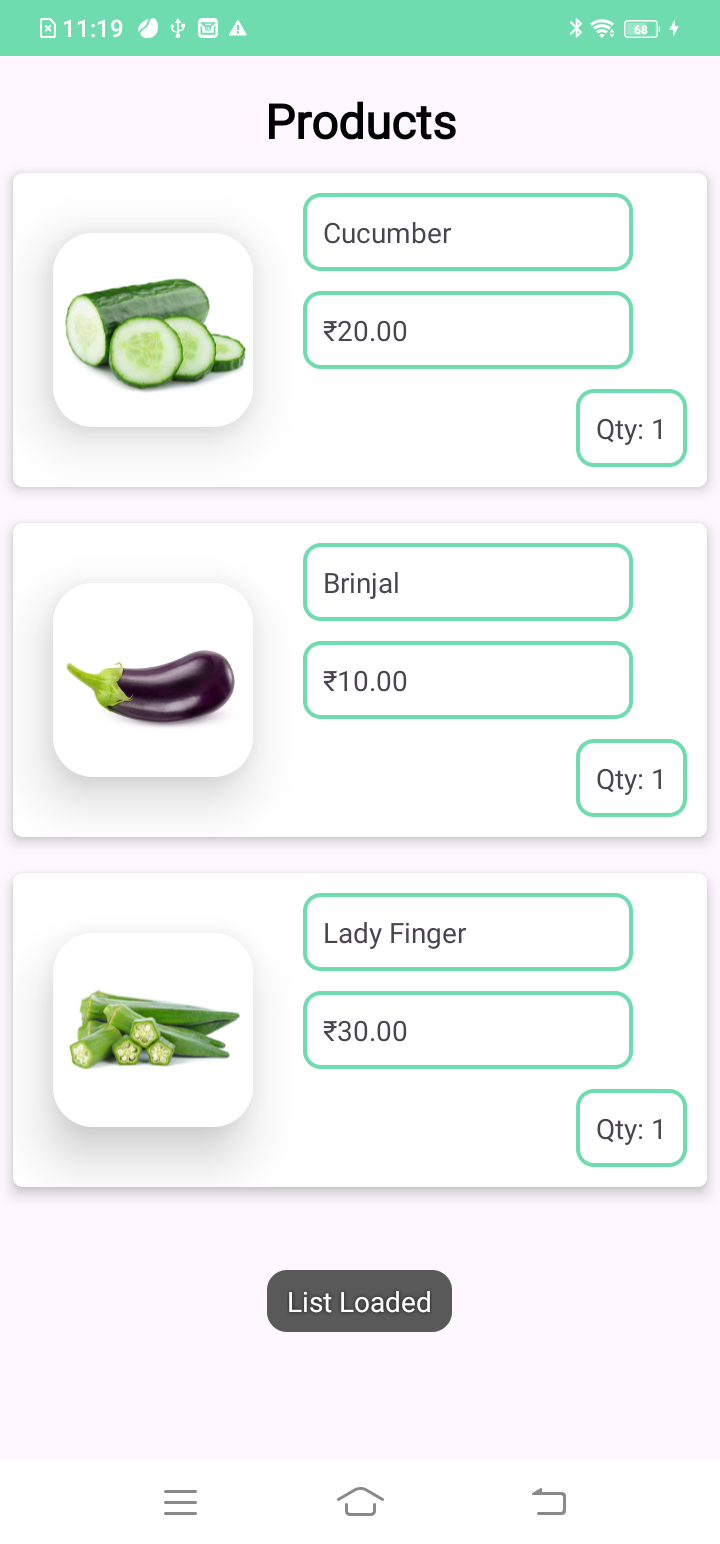 11:19
68
Products
Cucumber
₹20.00
Qty: 1
Brinjal
₹10.00
Qty: 1
Lady Finger
₹30.00
Qty: 1
List Loaded